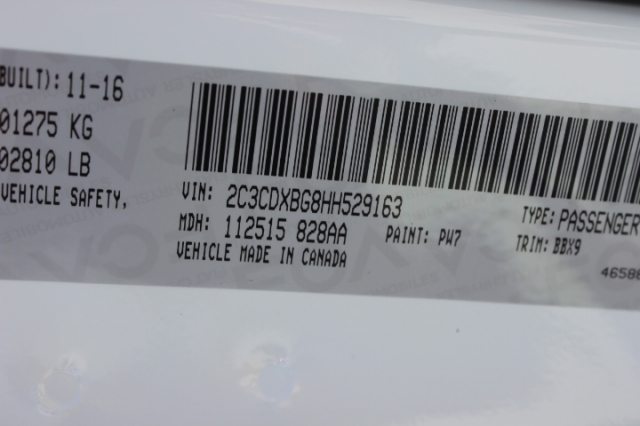 BUILT): 11-16
01275 KG
02810 LB
VEHICLE SAFETY,
VIN: 2C3CDXBG8HH529163
TYPE: PASSENGER
MDH: 112515 828AA
PAINT: PW7
TRIM: BBX9
VEHICLE MADE IN CANADA